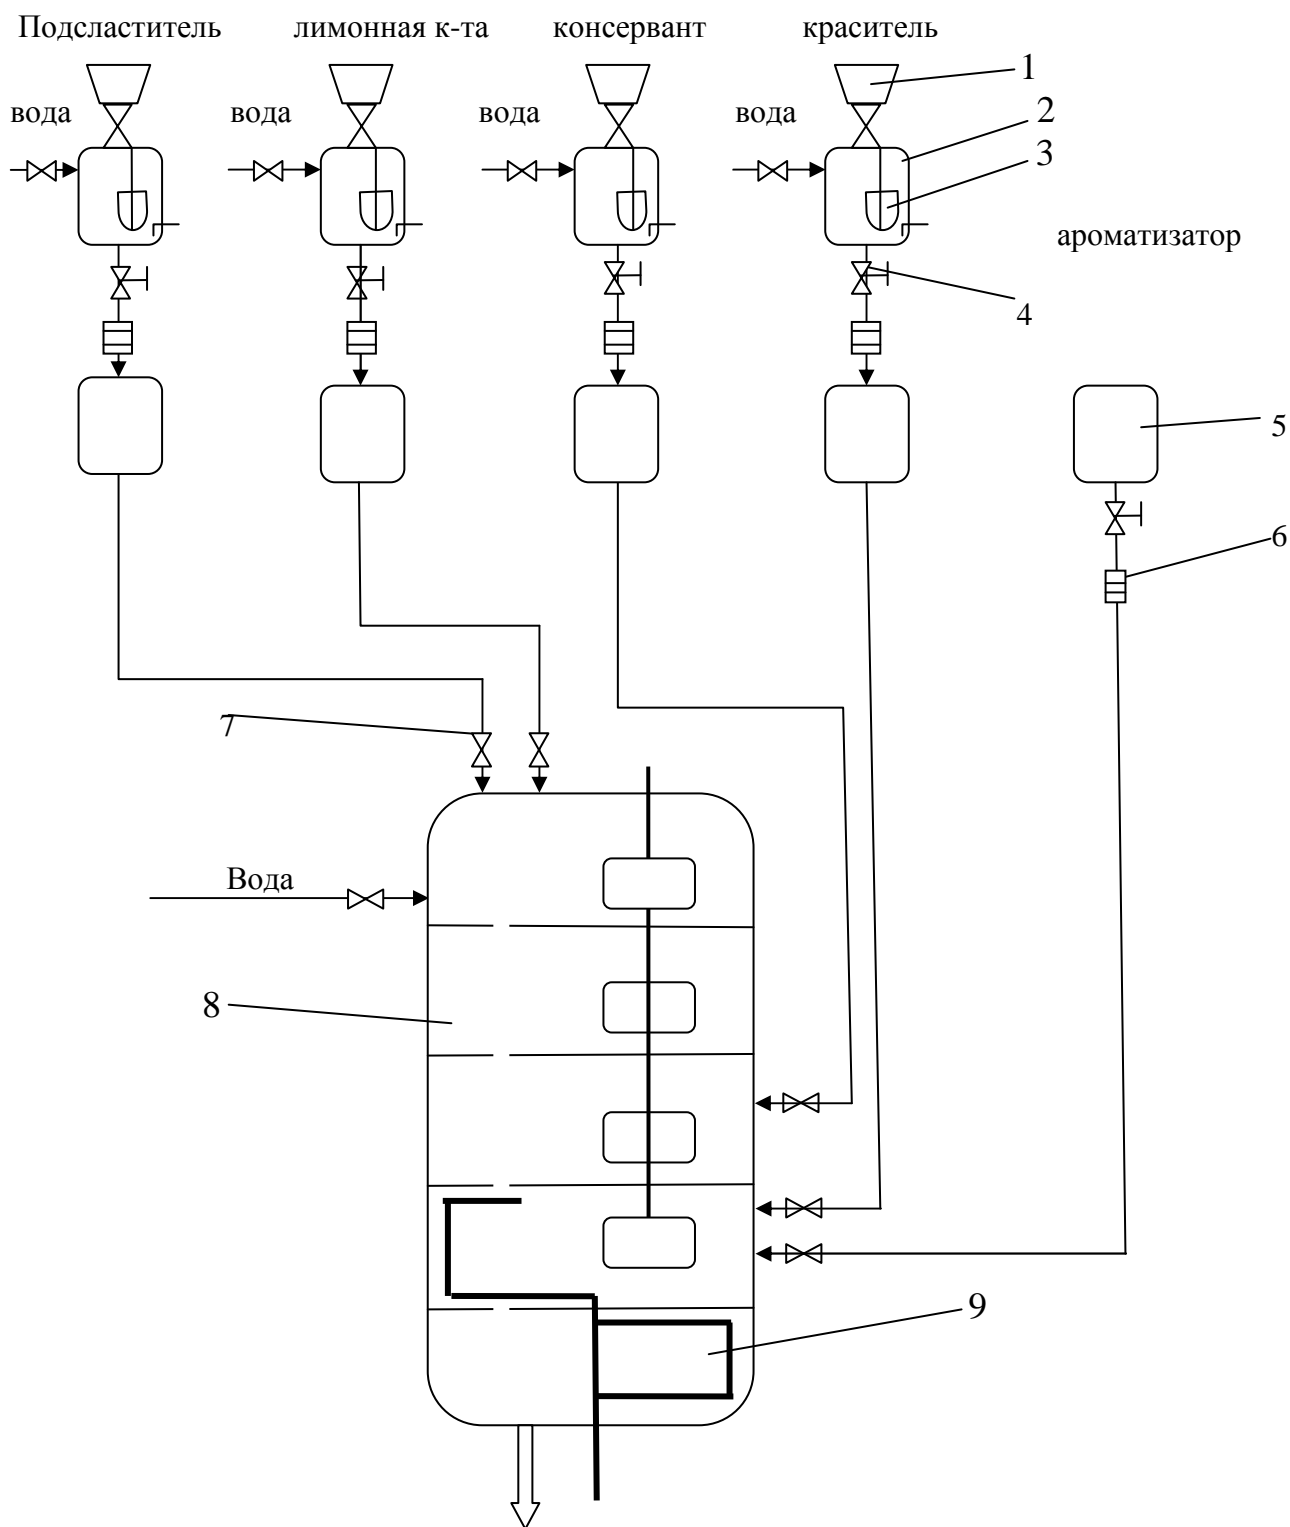 Подсластитель лимонная к-та консервант краситель
1
вода вода вода вода 2
3
ароматизатор
4
5
6
7
Вода
8
9